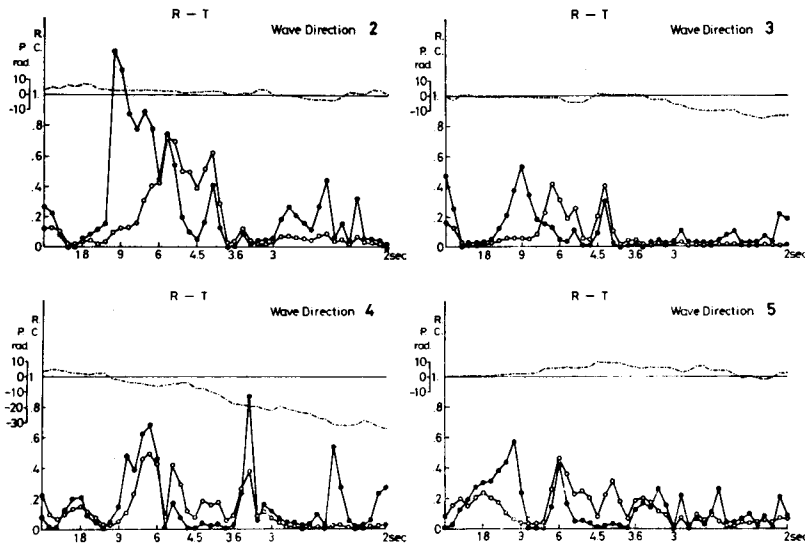 R – T
Wave Direction 2
R.
P. C.
rad.
10
0 1.
-10
.8
.6
.4
.2
0
18 9 6 4.5 3.6 3 2sec
R – T
Wave Direction 3
R.
P. C.
rad.
10
0 1.
-10
.8
.6
.4
.2
0
18 9 6 4.5 3.6 3 2sec
R – T
Wave Direction 4
R.
P. C.
rad.
10
0 1.
-10
-20 .8
-30
.6
.4
.2
0
18 9 6 4.5 3.6 3 2sec
R – T
Wave Direction 5
R.
P. C.
rad.
10
0 1.
-10
.8
.6
.4
.2
0
18 9 6 4.5 3.6 3 2sec